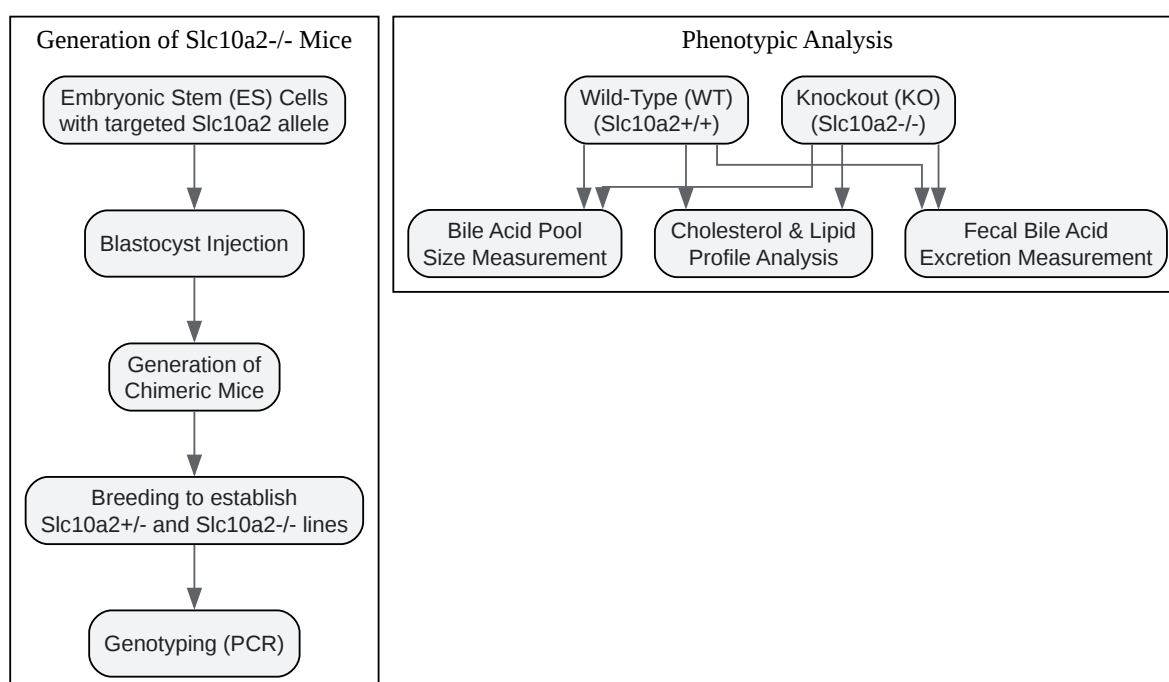 Generation of Slc10a2-/- Mice
Embryonic Stem (ES) Cells
with targeted Slc10a2 allele
Blastocyst Injection
Generation of
Chimeric Mice
Breeding to establish
Slc10a2+/- and Slc10a2-/- lines
Genotyping (PCR)
Phenotypic Analysis
Wild-Type (WT)
(Slc10a2+/+)
Knockout (KO)
(Slc10a2-/-)
Bile Acid Pool
Size Measurement
Cholesterol & Lipid
Profile Analysis
Fecal Bile Acid
Excretion Measurement